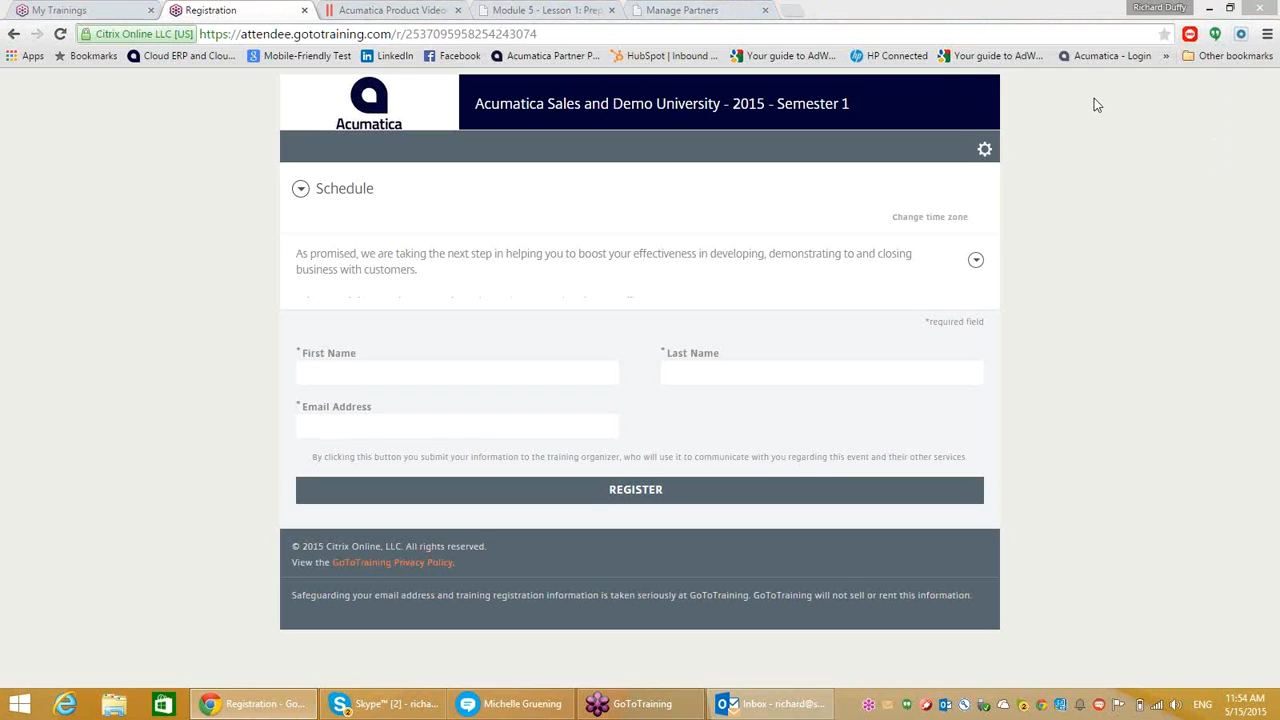 My Trainings
Registration
Acumatica Product Video
Module 5 - Lesson 1: Prep
Manage Partners
Richard Duffy
Citrix Online LLC [US]
https://attendee.gototraining.com/r/2537095958254243074
Apps
Bookmarks
Cloud ERP and Clou...
Mobile-Friendly Test
LinkedIn
Facebook
Acumatica Partner P...
HubSpot | Inbound ...
Your guide to AdW...
HP Connected
Your guide to AdW...
Acumatica - Login
»
Other bookmarks
Acumatica
Acumatica Sales and Demo University - 2015 - Semester 1
Schedule
Change time zone
As promised, we are taking the next step in helping you to boost your effectiveness in developing, demonstrating to and closing
business with customers.
*required field
* First Name
* Last Name
* Email Address
By clicking this button you submit your information to the training organizer, who will use it to communicate with you regarding this event and their other services.
REGISTER
© 2015 Citrix Online, LLC. All rights reserved.
View the GoToTraining Privacy Policy.
Safeguarding your email address and training registration information is taken seriously at GoToTraining. GoToTraining will not sell or rent this information.
Registration - Go...
Skype™ [2] - richa...
Michelle Gruening
GoToTraining
Inbox - richard@s...
ENG
11:54 AM
5/15/2015